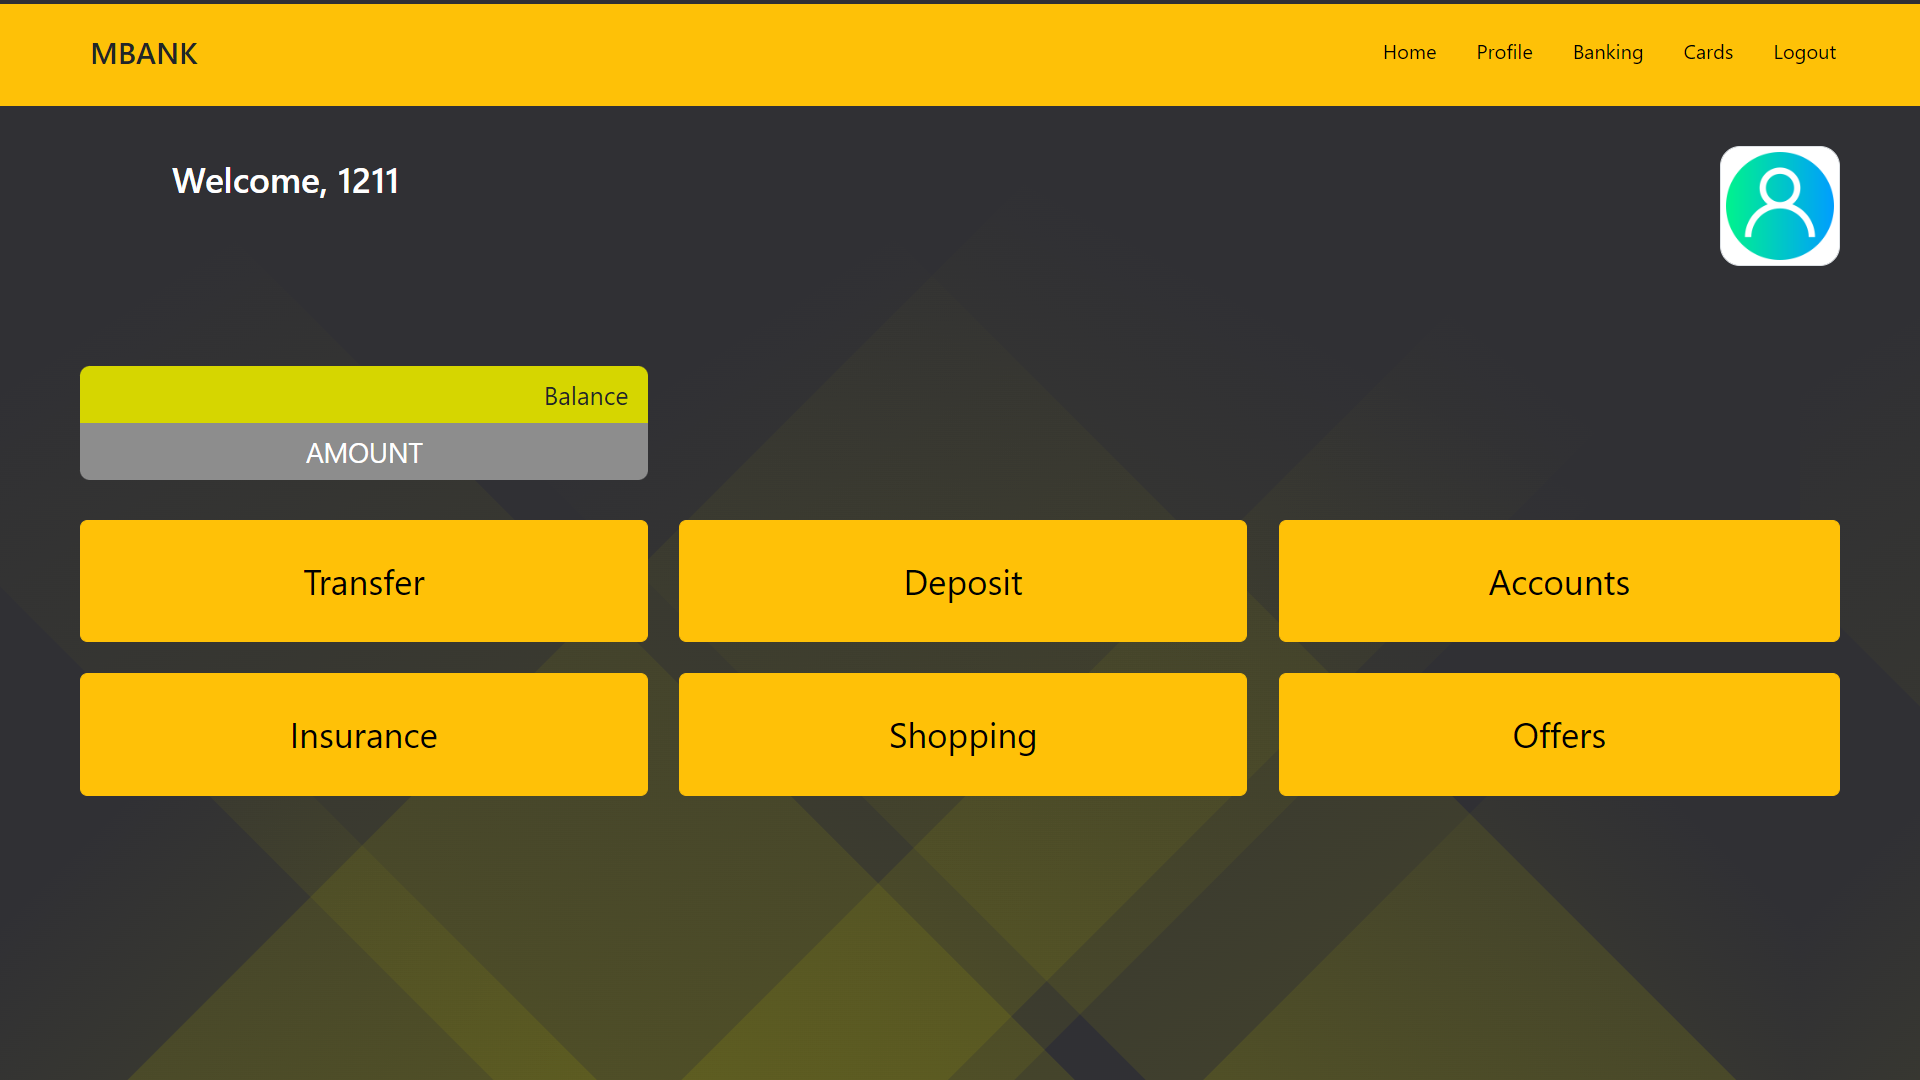 MBANK
Home Profile Banking Cards Logout
Welcome, 1211
Balance
AMOUNT
Transfer
Deposit
Accounts
Insurance
Shopping
Offers